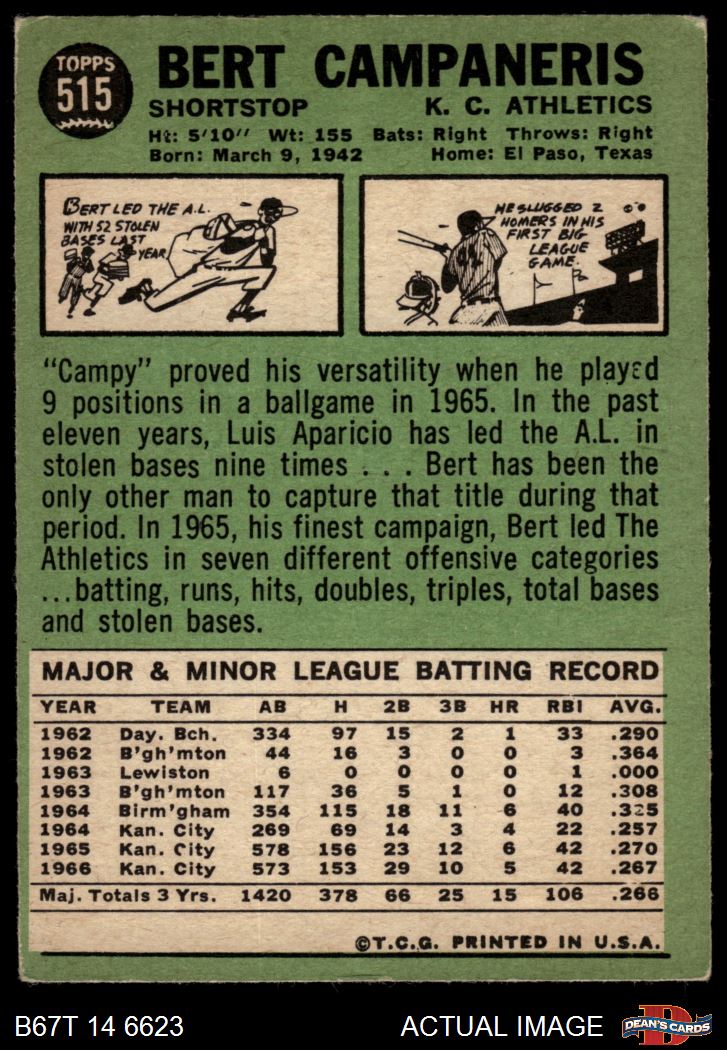 TOPPS
515
BERT CAMPANERIS
SHORTSTOP K. C. ATHLETICS
Ht: 5'10" Wt: 155 Bats: Right Throws: Right
Born: March 9, 1942 Home: El Paso, Texas
BERT LED THE A.L.
WITH 52 STOLEN
BASES LAST
YEAR
HE SLUGGED 2
HOMERS IN HIS
FIRST BIG
LEAGUE
GAME.
"Campy" proved his versatility when he played
9 positions in a ballgame in 1965. In the past
eleven years, Luis Aparicio has led the A.L. in
stolen bases nine times . . . Bert has been the
only other man to capture that title during that
period. In 1965, his finest campaign, Bert led The
Athletics in seven different offensive categories
...batting, runs, hits, doubles, triples, total bases
and stolen bases.
MAJOR & MINOR LEAGUE BATTING RECORD
YEAR TEAM AB H 2B 3B HR RBI AVG.
1962 Day. Bch. 334 97 15 2 1 33 .290
1962 B'gh'mton 44 16 3 0 0 3 .364
1963 Lewiston 6 0 0 0 0 1 .000
1963 B'gh'mton 117 36 5 1 0 12 .308
1964 Birm'gham 354 115 18 11 6 40 .325
1964 Kan. City 269 69 14 3 4 22 .257
1965 Kan. City 578 156 23 12 6 42 .270
1966 Kan. City 573 153 29 10 5 42 .267
Maj. Totals 3 Yrs. 1420 378 66 25 15 106 .266
©T.C.G. PRINTED IN U.S.A.
B67T 14 6623 ACTUAL IMAGE
D
DEAN'S CARDS